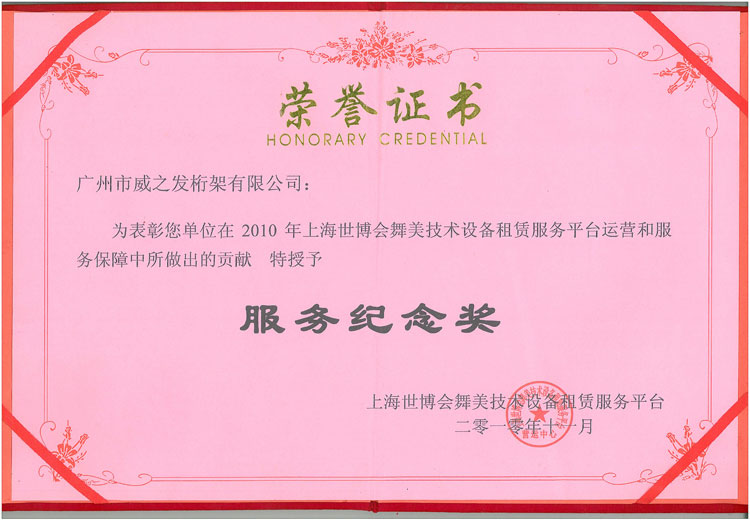 荣誉证书
HONORARY CREDENTIAL
广州市威之发桁架有限公司：
为表彰您单位在 2010 年上海世博会舞美技术设备租赁服务平台运营和服
务保障中所做出的贡献　特授予
服务纪念奖
上海世博会舞美技术设备租赁服务平台
二零一零年十一月
营运中心